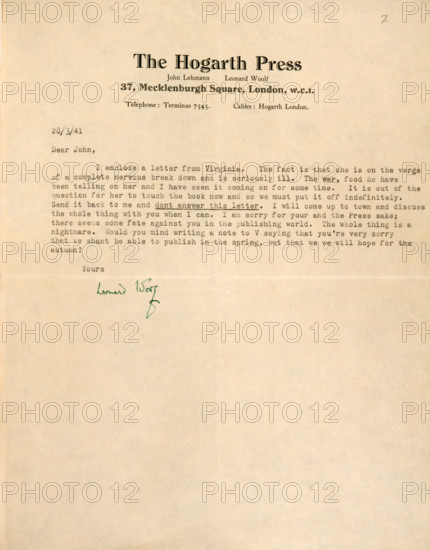 2
The Hogarth Press
John Lehmann Leonard Woolf
37, Mecklenburgh Square, London, w.c.1.
Telephone : Terminus 7545. Cables : Hogarth London.
28/3/41
Dear John,
I enclose a letter from Virginia. The fact is that she is on the verge
of a complete nervius break down and is seriously ill. The war, food &c have
been telling on her and I have seen it coming on for some time. It is out of the
question for her to touch the book now and so we must put it off indefinitely.
Send it back to me and dont answer this letter. I will come up to town and discuss
the whole thing with you when I can. I am sorry for your and the Press sake;
there seems some fate against you in the publishing world. The whole thing is a
nightmare. Would you mind writing a note to V saying that you're very sorry
that we shant be able to publish in the spring, but that we we will hope for the
autumn?
Yours
Leonard Woolf